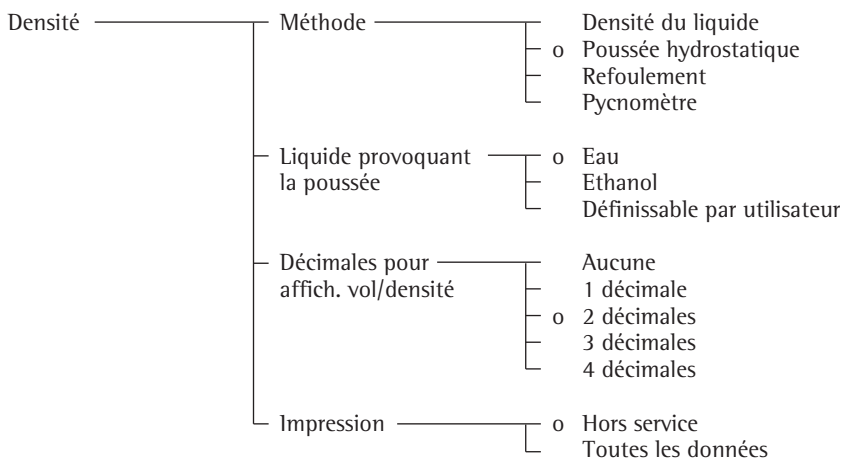 Densité Méthode Densité du liquide
o Poussée hydrostatique
Refoulement
Pycnomètre
Liquide provoquant o Eau
la poussée Ethanol
Définissable par utilisateur
Décimales pour Aucune
affich. vol/densité 1 décimale
o 2 décimales
3 décimales
4 décimales
Impression o Hors service
Toutes les données